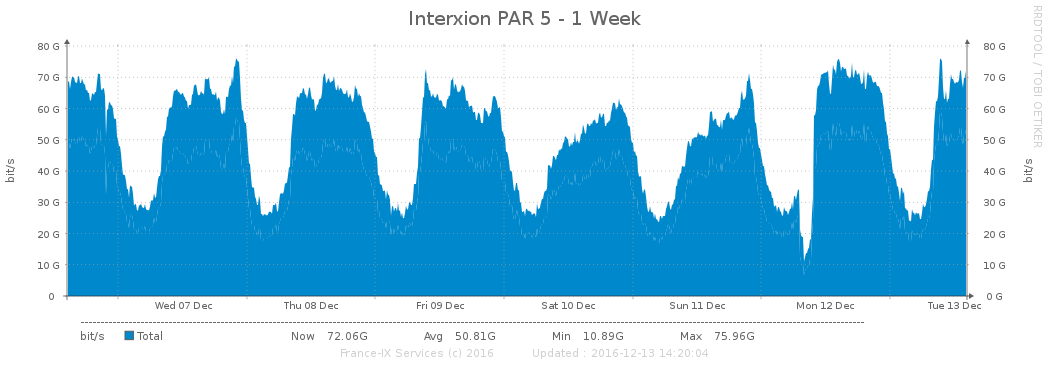 Interxion PAR 5 - 1 Week
RRDTOOL / TOBI OETIKER
80 G 80 G
70 G 70 G
60 G 60 G
50 G 50 G
40 G 40 G
30 G 30 G
20 G 20 G
10 G 10 G
0 0 G
bit/s
bit/s
Wed 07 Dec Thu 08 Dec Fri 09 Dec Sat 10 Dec Sun 11 Dec Mon 12 Dec Tue 13 Dec
bit/s Total Now 72.06G Avg 50.81G Min 10.89G Max 75.96G
France-IX Services (c) 2016 Updated : 2016-12-13 14:20:04